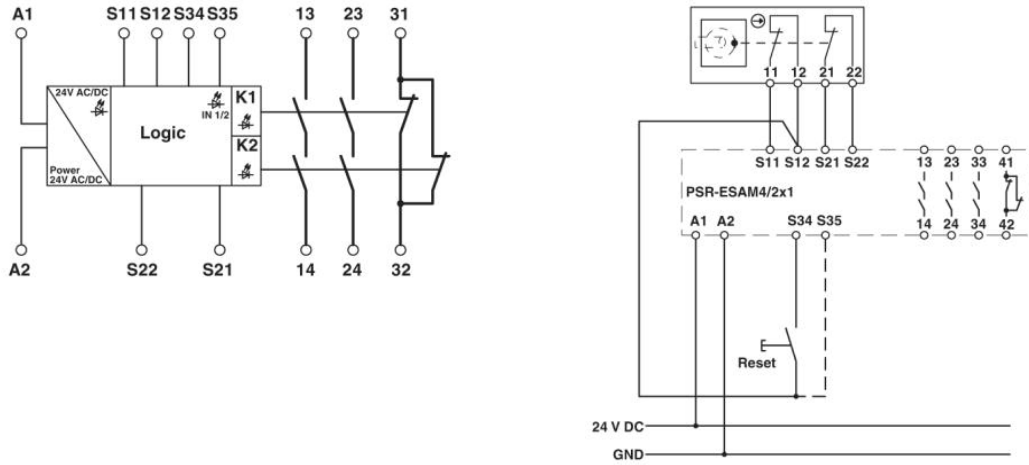 A1 S11 S12 S34 S35 13 23 31
24V AC/DC
IN 1/2
K1
Logic
K2
Power
24V AC/DC
A2 S22 S21 14 24 32
11 12 21 22
S11 S12 S21 S22 13 23 33 41
PSR-ESAM4/2x1
A1 A2 S34 S35 14 24 34 42
Reset
24 V DC
GND